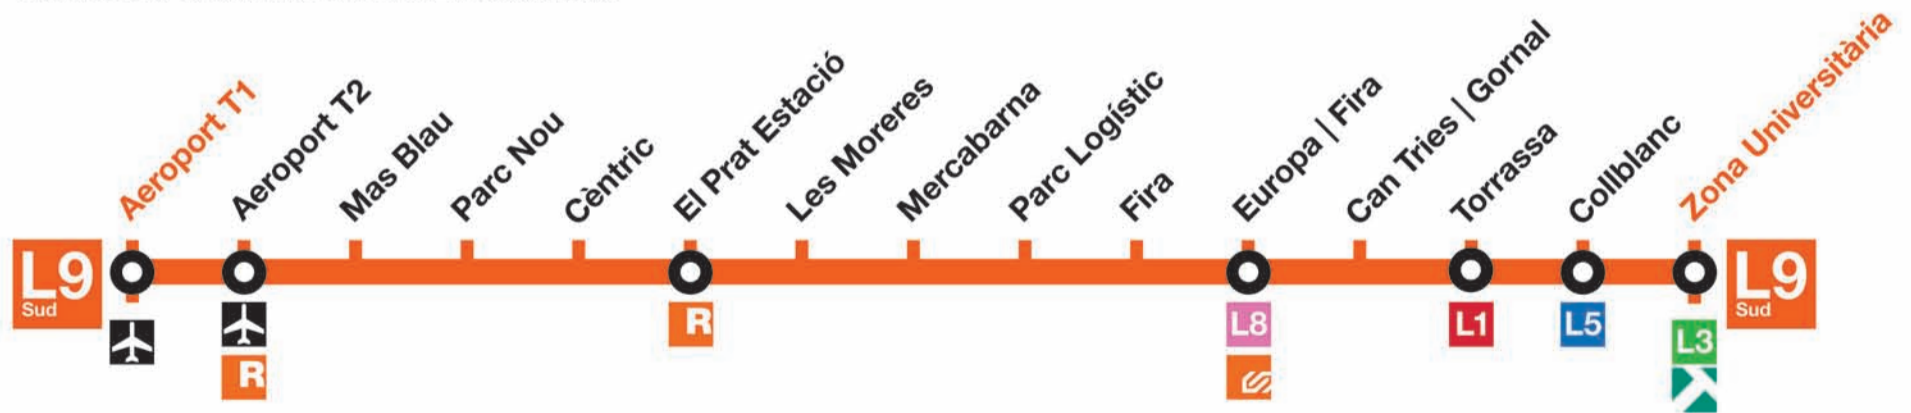 Aeroport T1
Aeroport T2
Mas Blau
Parc Nou
Cèntric
El Prat Estació
Les Moreres
Mercabarna
Parc Logístic
Fira
Europa | Fira
Can Tries | Gornal
Torrassa
Collblanc
Zona Universitària
L9
Sud
L9
Sud
R
R
L8
L1
L5
L3